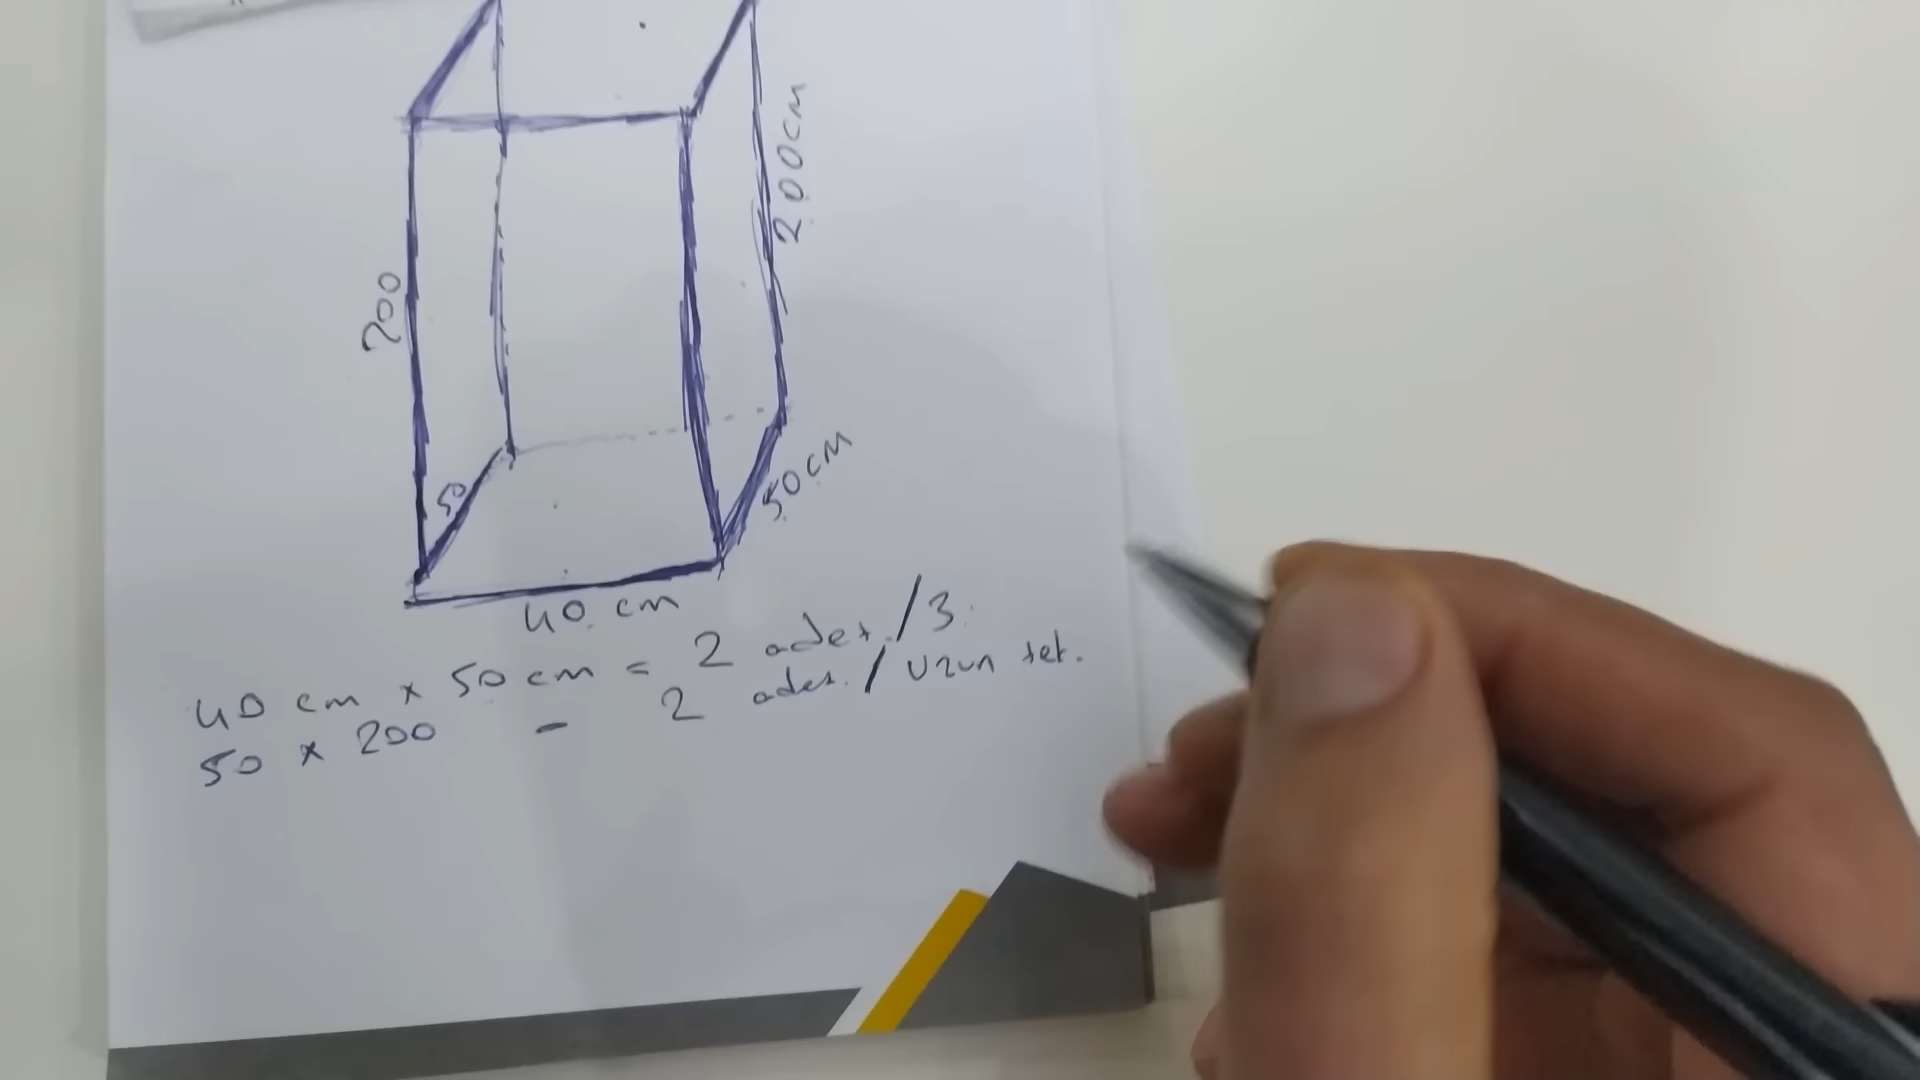 200cm
200
50
50cm
40 cm
40 cm x 50 cm = 2 adet. / 3.
50 x 200 - 2 adet. / uzun tek.